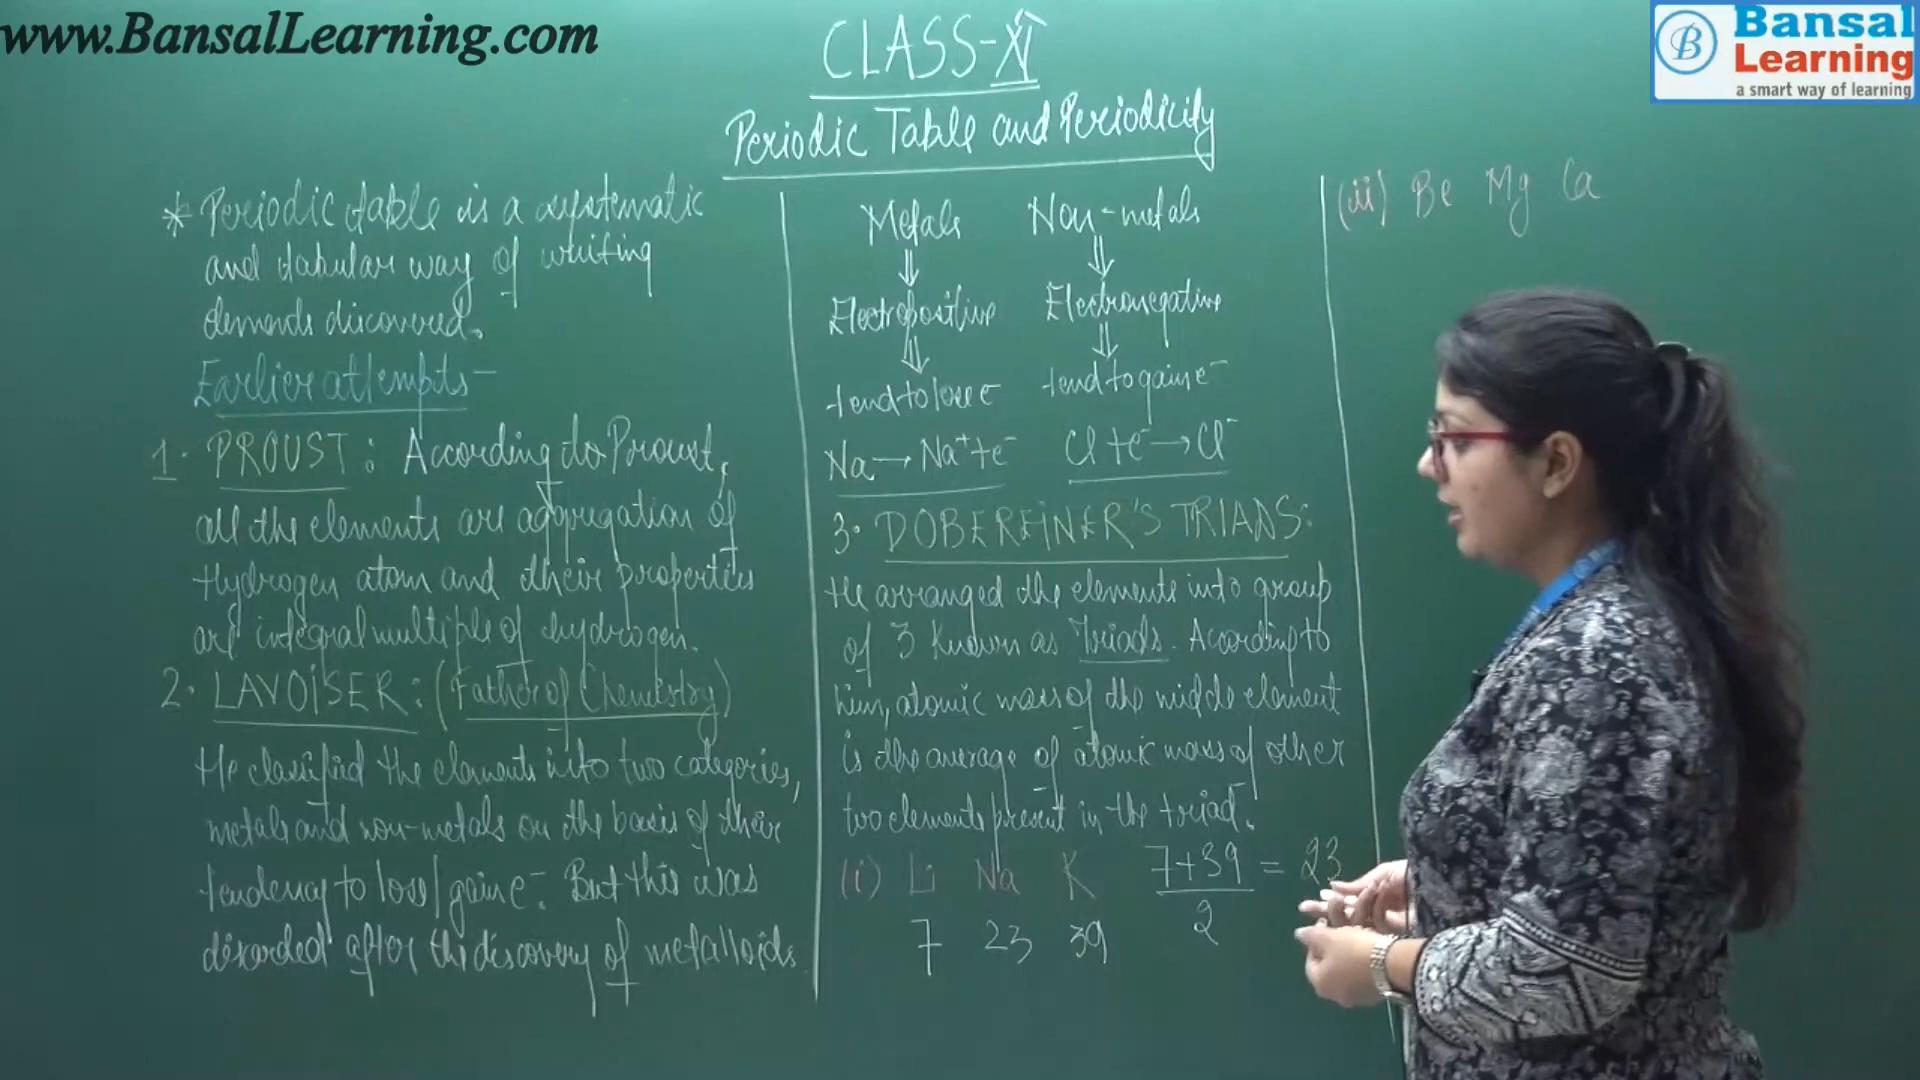 www.BansalLearning.com
Bansal
Learning
a smart way of learning
CLASS-XI
Periodic Table and Periodicity
* Periodic table is a systematic
and tabular way of writing
elements discovered.
Earlier attempts-
1. PROUST: According to Proust,
all the elements are aggregation of
Hydrogen atom and their properties
are integral multiple of hydrogen.
2. LAVOISER: (Father of Chemistry)
He classified the elements into two categories,
metals and non-metals on the basis of their
tendency to lose/gain e-. But this was
discarded after the discovery of metalloids.
Metals Non-metals
⇓ ⇓
Electropositive Electronegative
⇓ ⇓
tend to lose e- tend to gain e-
Na → Na+ + e- Cl + e- → Cl-
3. DOBEREINER'S TRIADS:
He arranged the elements into group
of 3 known as Triads. According to
him, atomic mass of the middle element
is the average of atomic mass of other
two elements present in the triad.
(i) Li Na K 7+39 = 23
7 23 39 2
(ii) Be Mg Ca